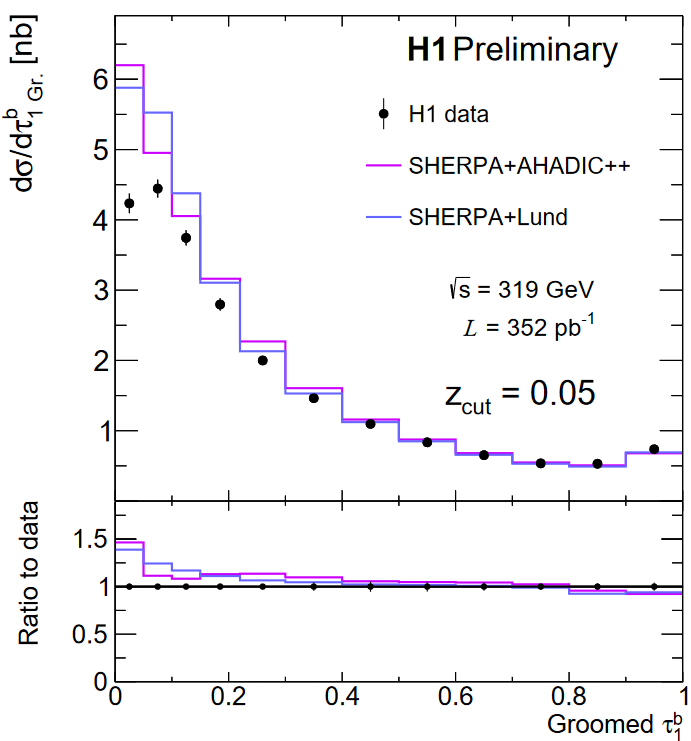 H1 Preliminary
dσ/dτ₁ᵇ Gr. [nb]
H1 data
SHERPA+AHADIC++
SHERPA+Lund
√s = 319 GeV
L = 352 pb⁻¹
z_cut = 0.05
6
5
4
3
2
1
Ratio to data
1.5
1
0.5
0
0 0.2 0.4 0.6 0.8 1
Groomed τ₁ᵇ